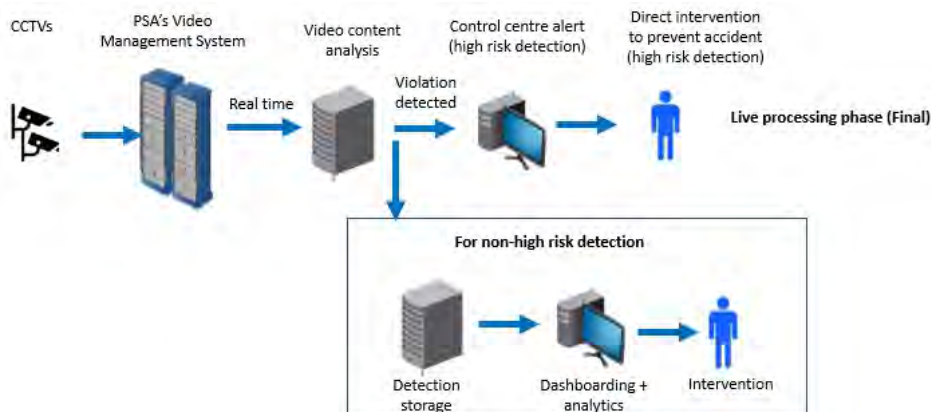 CCTVs
PSA's Video
Management System
Video content
analysis
Control centre alert
(high risk detection)
Direct intervention
to prevent accident
(high risk detection)
Real time
Violation
detected
Live processing phase (Final)
For non-high risk detection
Detection
storage
Dashboarding +
analytics
Intervention